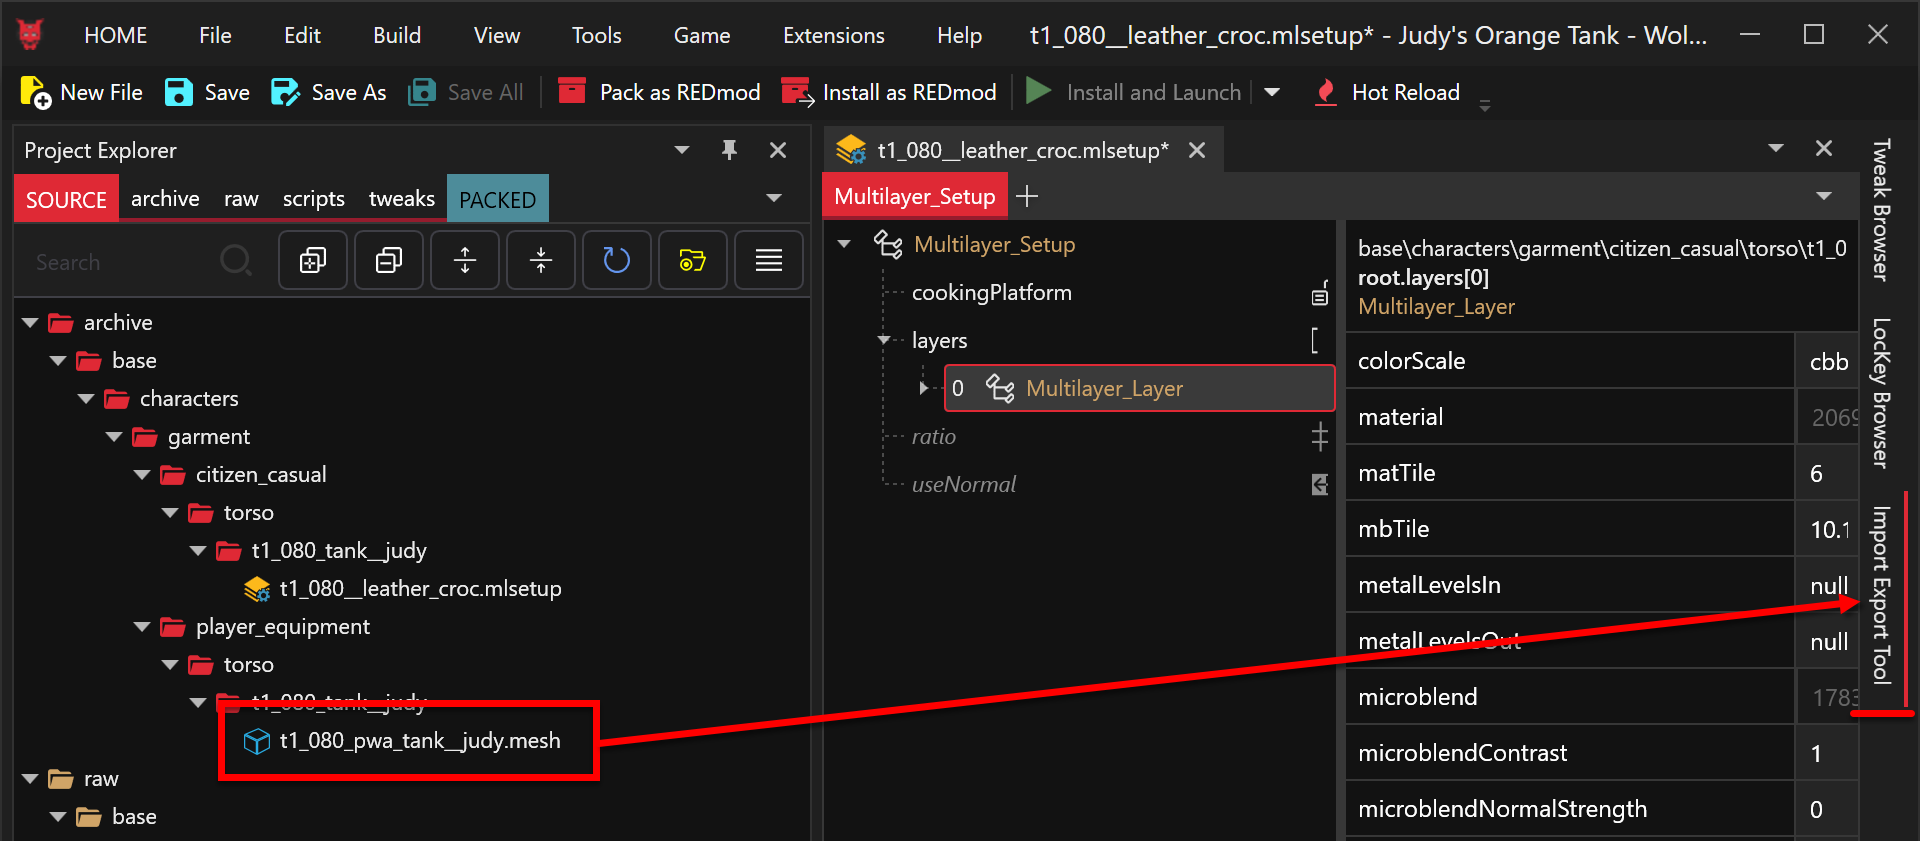 HOME File Edit Build View Tools Game Extensions Help t1_080__leather_croc.mlsetup* - Judy's Orange Tank - Wol...
New File Save Save As Save All Pack as REDmod Install as REDmod Install and Launch Hot Reload
Project Explorer
SOURCE archive raw scripts tweaks PACKED
Search
archive
base
characters
garment
citizen_casual
torso
t1_080_tank__judy
t1_080__leather_croc.mlsetup
player_equipment
torso
t1_080_tank__judy
t1_080_pwa_tank__judy.mesh
raw
base
t1_080__leather_croc.mlsetup*
Multilayer_Setup
Multilayer_Setup
cookingPlatform
layers
0 Multilayer_Layer
ratio
useNormal
base\characters\garment\citizen_casual\torso\t1_0
root.layers[0]
Multilayer_Layer
colorScale cbb
material 2069
matTile 6
mbTile 10.1
metalLevelsIn null
metalLevelsOut null
microblend 1783
microblendContrast 1
microblendNormalStrength 0
Tweak Browser
LocKey Browser
Import Export Tool